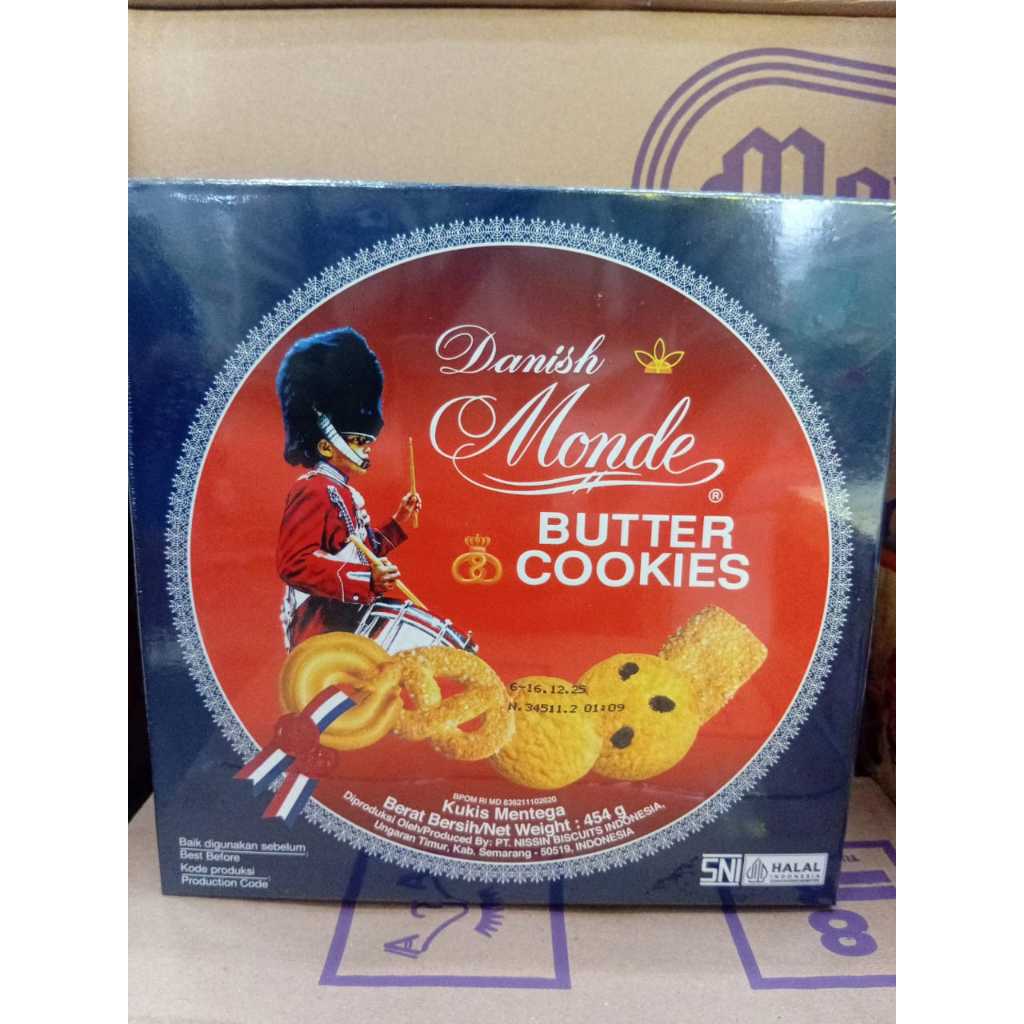 Danish
Monde
®
BUTTER
COOKIES
6-16.12.25
N.34511.2 01:09
BPOM RI MD 839211102020
Kukis Mentega
Berat Bersih/Net Weight : 454 g
Diproduksi Oleh/Produced By: PT. NISSIN BISCUITS INDONESIA,
Ungaran Timur, Kab. Semarang - 50519, INDONESIA
Baik digunakan sebelum
Best Before
Kode produksi
Production Code
SNI
HALAL
INDONESIA